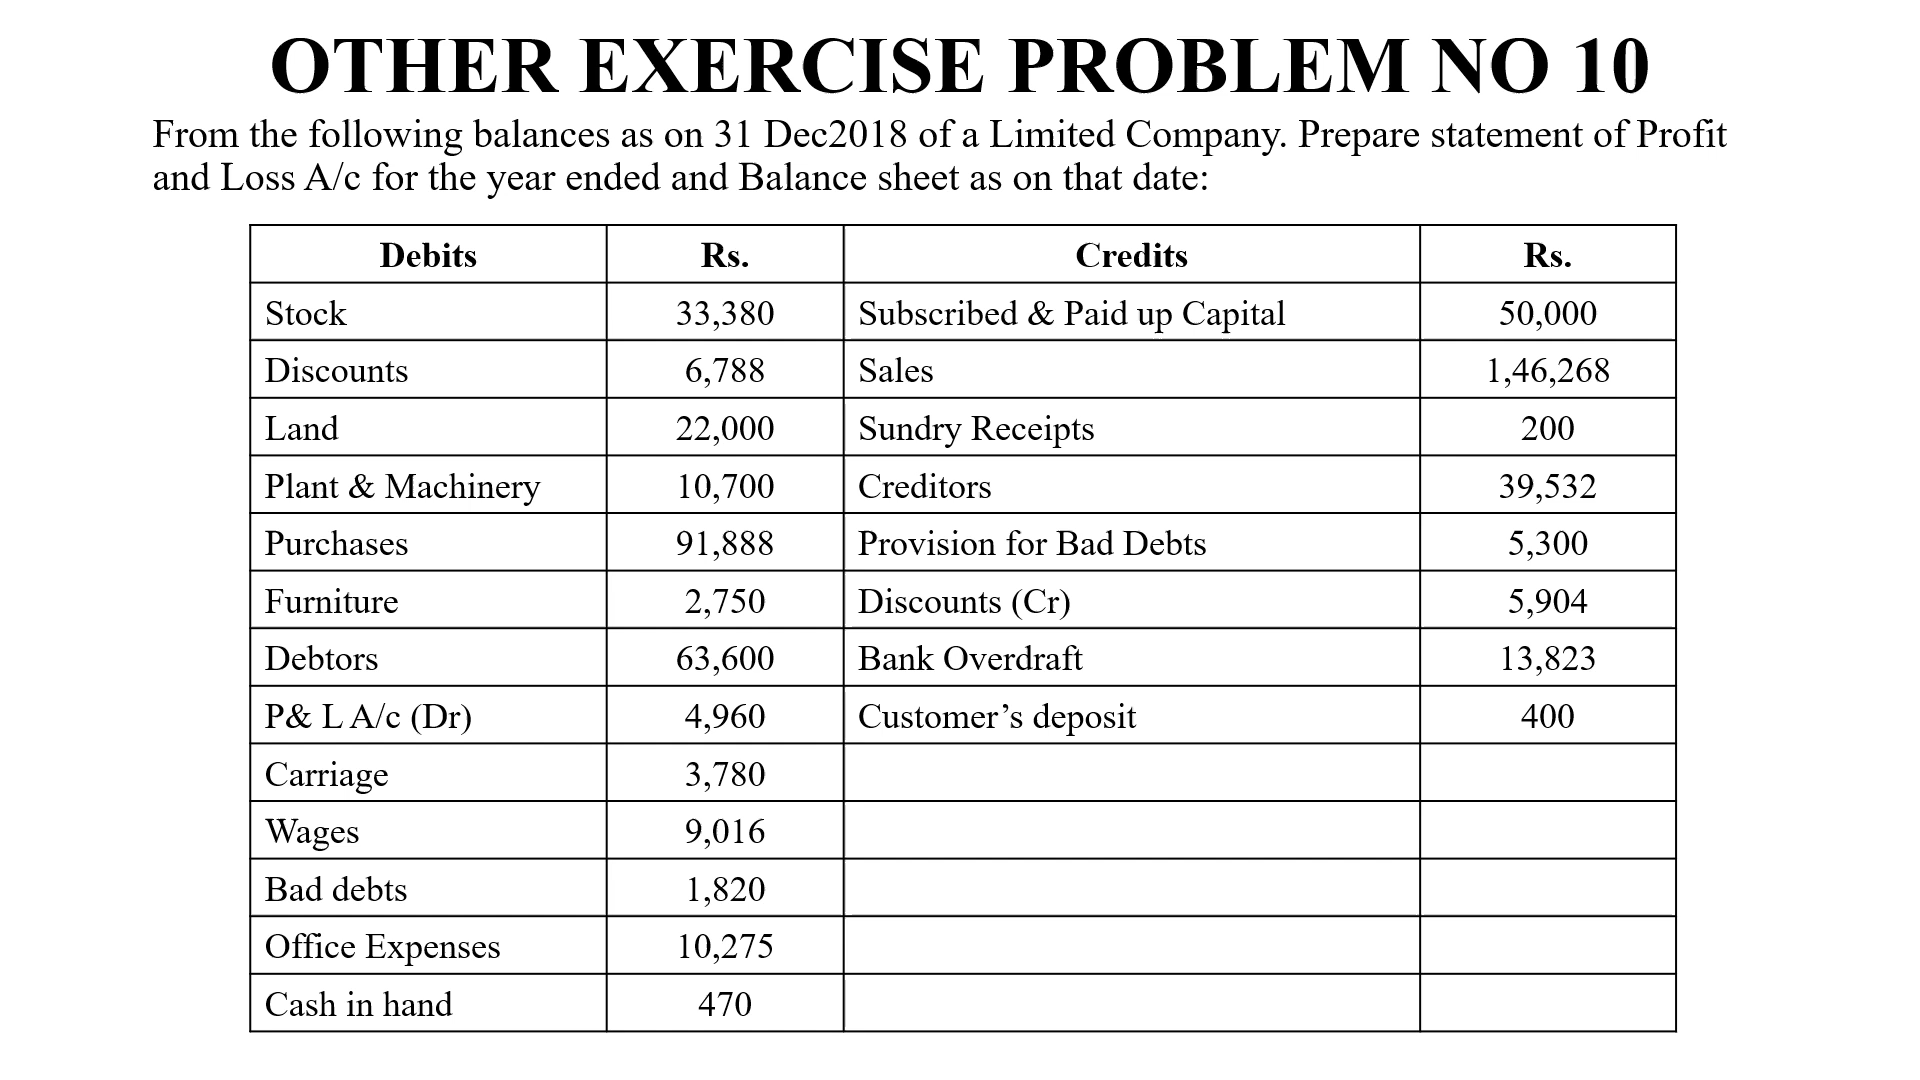 OTHER EXERCISE PROBLEM NO 10
From the following balances as on 31 Dec2018 of a Limited Company. Prepare statement of Profit
and Loss A/c for the year ended and Balance sheet as on that date:
Debits Rs. Credits Rs.
Stock 33,380 Subscribed & Paid up Capital 50,000
Discounts 6,788 Sales 1,46,268
Land 22,000 Sundry Receipts 200
Plant & Machinery 10,700 Creditors 39,532
Purchases 91,888 Provision for Bad Debts 5,300
Furniture 2,750 Discounts (Cr) 5,904
Debtors 63,600 Bank Overdraft 13,823
P& L A/c (Dr) 4,960 Customer’s deposit 400
Carriage 3,780
Wages 9,016
Bad debts 1,820
Office Expenses 10,275
Cash in hand 470